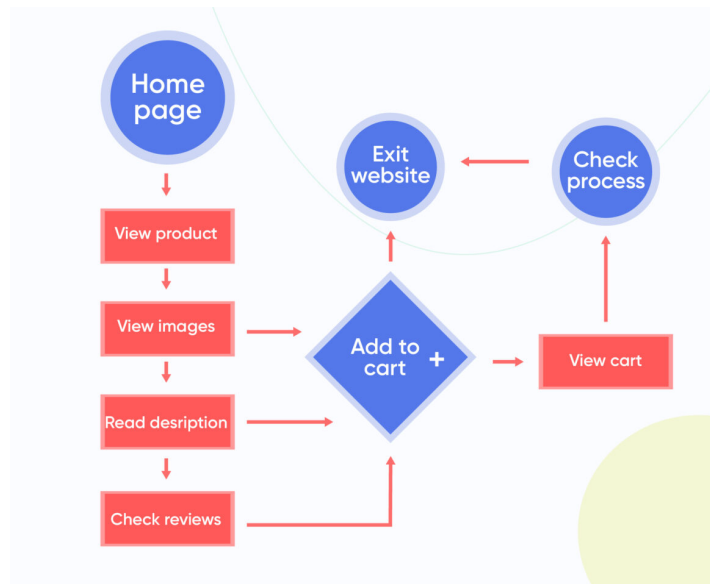 Home
page
Exit
website
Check
process
View product
View images
Add to
cart +
View cart
Read desription
Check reviews